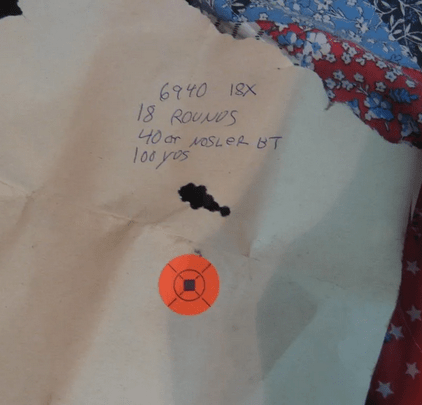 6940 18X
18 ROUNDS
40 gr NOSLER BT
100 yds